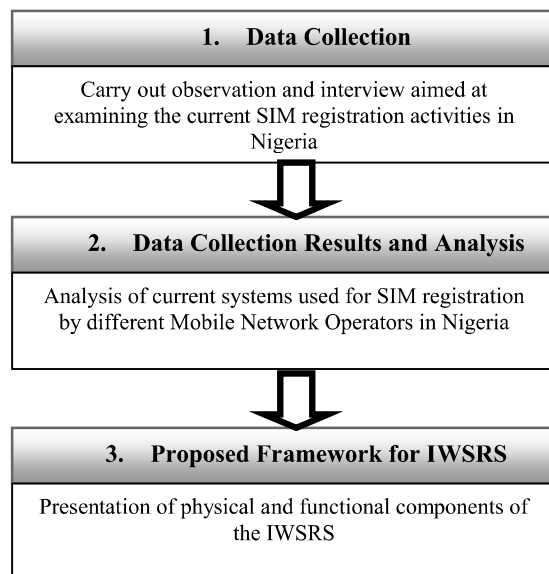 1. Data Collection
Carry out observation and interview aimed at
examining the current SIM registration activities in
Nigeria
2. Data Collection Results and Analysis
Analysis of current systems used for SIM registration
by different Mobile Network Operators in Nigeria
3. Proposed Framework for IWSRS
Presentation of physical and functional components of
the IWSRS